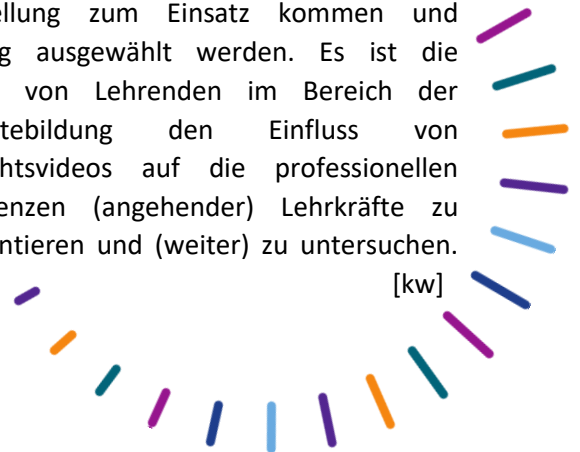 ellung zum Einsatz kommen und
g ausgewählt werden. Es ist die
von Lehrenden im Bereich der
tebildung den Einfluss von
htsvideos auf die professionellen
enzen (angehender) Lehrkräfte zu
ntieren und (weiter) zu untersuchen.
[kw]